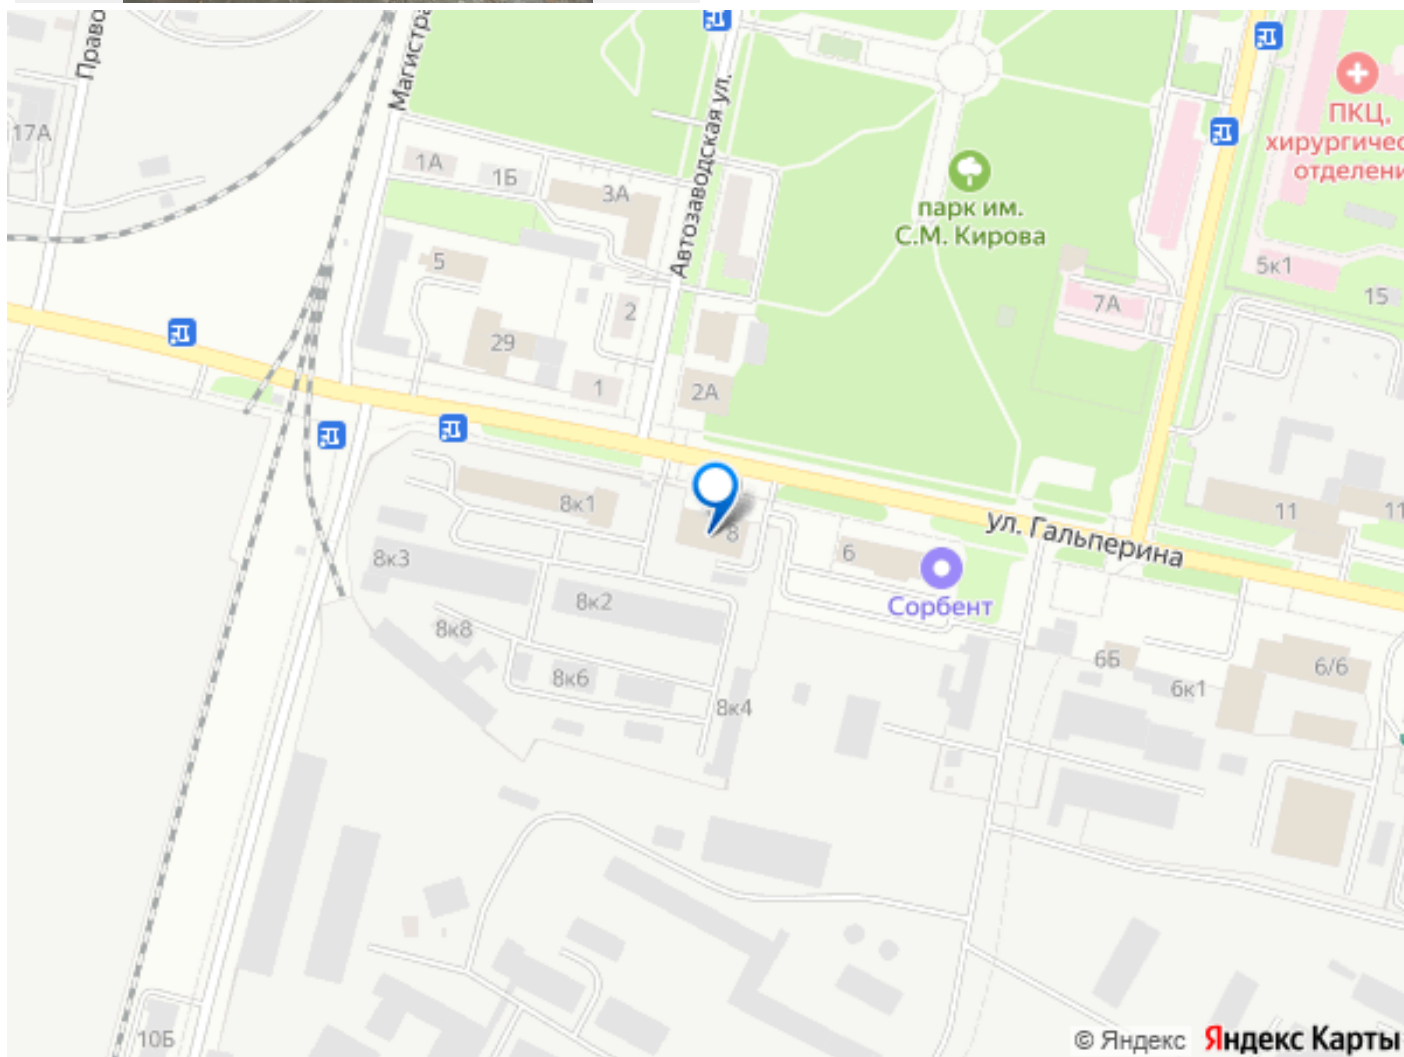 Право
Магистра
17А
1А
1Б
3А
Автозаводская ул.
ПКЦ,
хирургичес
отделени
парк им.
С.М. Кирова
5
5к1
15
2
7А
29
1
2А
8к1
8
ул. Гальперина
11
11
6
Сорбент
8к3
8к2
8к8
8к6
8к4
6Б
6к1
6/6
10Б
© Яндекс Яндекс Карты